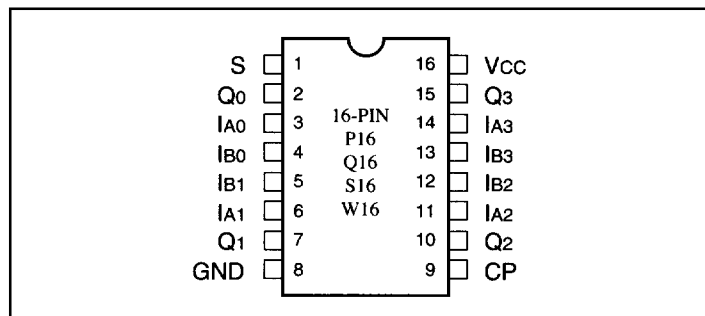 S 1 16 VCC
Q0 2 15 Q3
IA0 3 16-PIN 14 IA3
P16
IB0 4 13 IB3
Q16
IB1 5 12 IB2
S16
IA1 6 W16 11 IA2
Q1 7 10 Q2
GND 8 9 CP